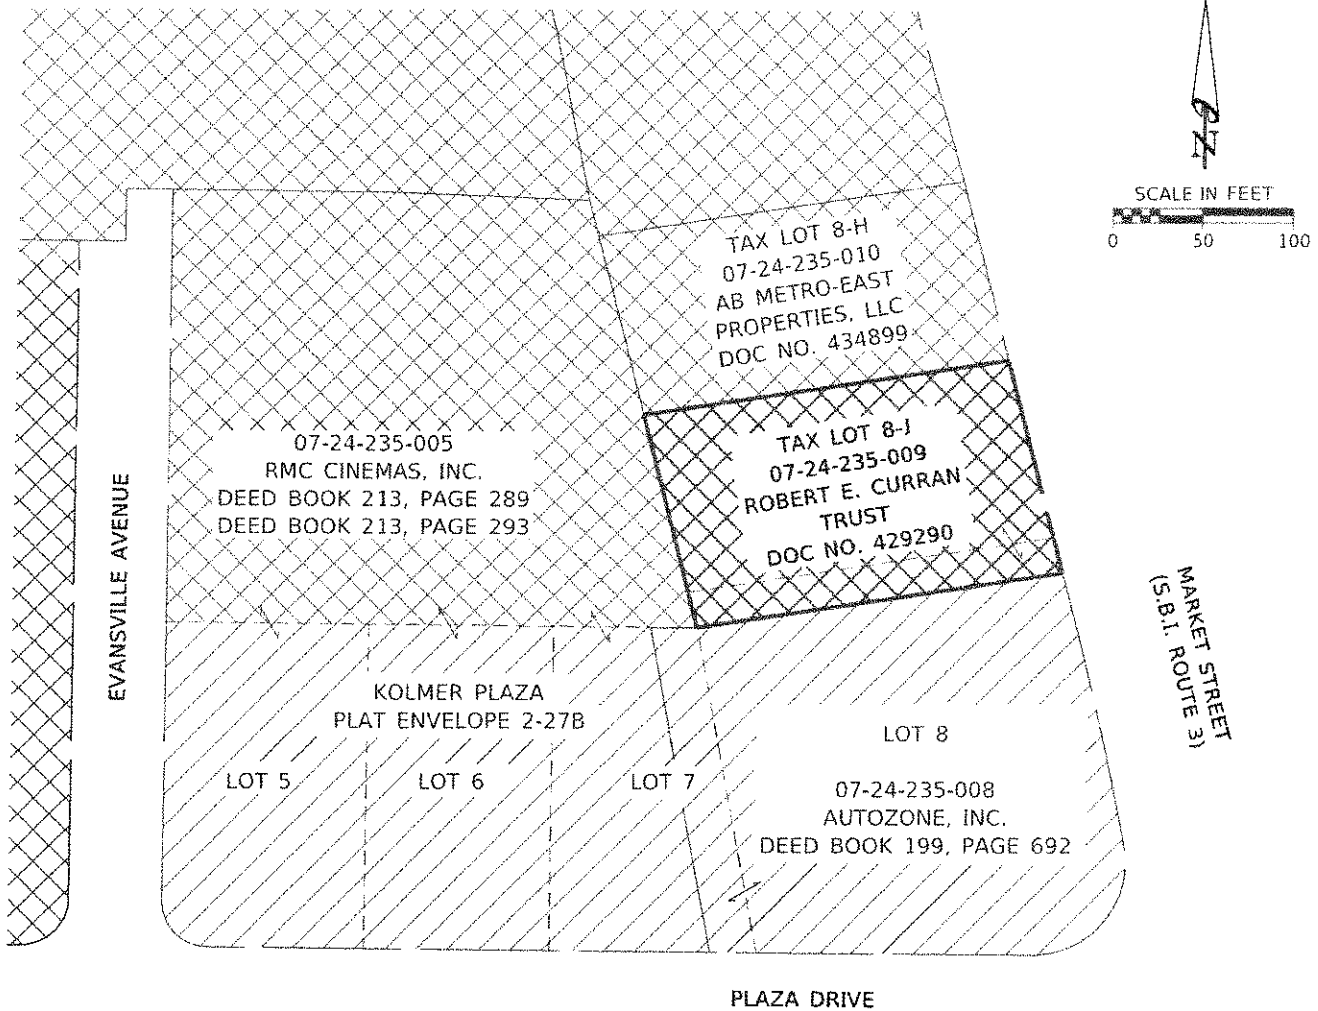 N
SCALE IN FEET
0 50 100
TAX LOT 8-H
07-24-235-010
AB METRO-EAST
PROPERTIES, LLC
DOC NO. 434899
TAX LOT 8-J
07-24-235-009
ROBERT E. CURRAN
TRUST
DOC NO. 429290
07-24-235-005
RMC CINEMAS, INC.
DEED BOOK 213, PAGE 289
DEED BOOK 213, PAGE 293
EVANSVILLE AVENUE
MARKET STREET
(S.B.I. ROUTE 3)
KOLMER PLAZA
PLAT ENVELOPE 2-27B
LOT 5
LOT 6
LOT 7
LOT 8
07-24-235-008
AUTOZONE, INC.
DEED BOOK 199, PAGE 692
PLAZA DRIVE